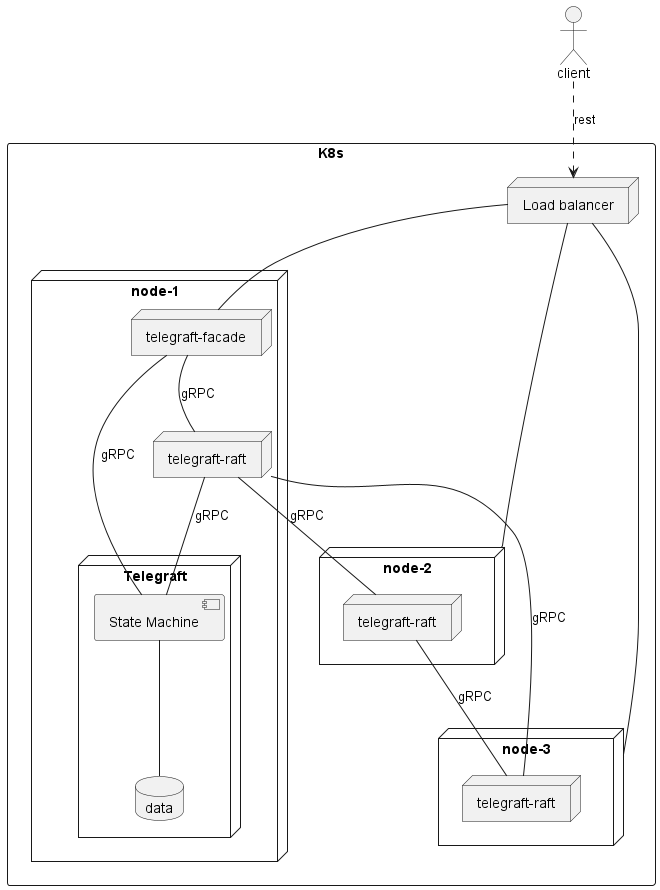 client
rest
K8s
Load balancer
node-1
telegraft-facade
gRPC
gRPC
telegraft-raft
gRPC
gRPC
Telegraft
State Machine
node-2
telegraft-raft
gRPC
gRPC
node-3
telegraft-raft
data